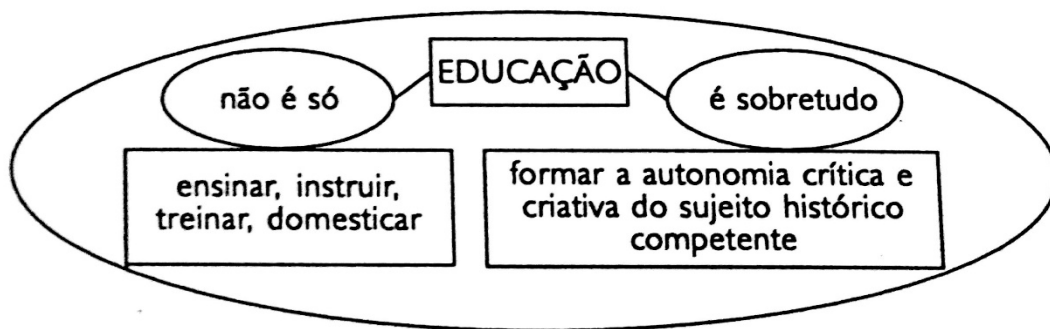 EDUCAÇÃO
não é só
é sobretudo
ensinar, instruir,
treinar, domesticar
formar a autonomia crítica e
criativa do sujeito histórico
competente